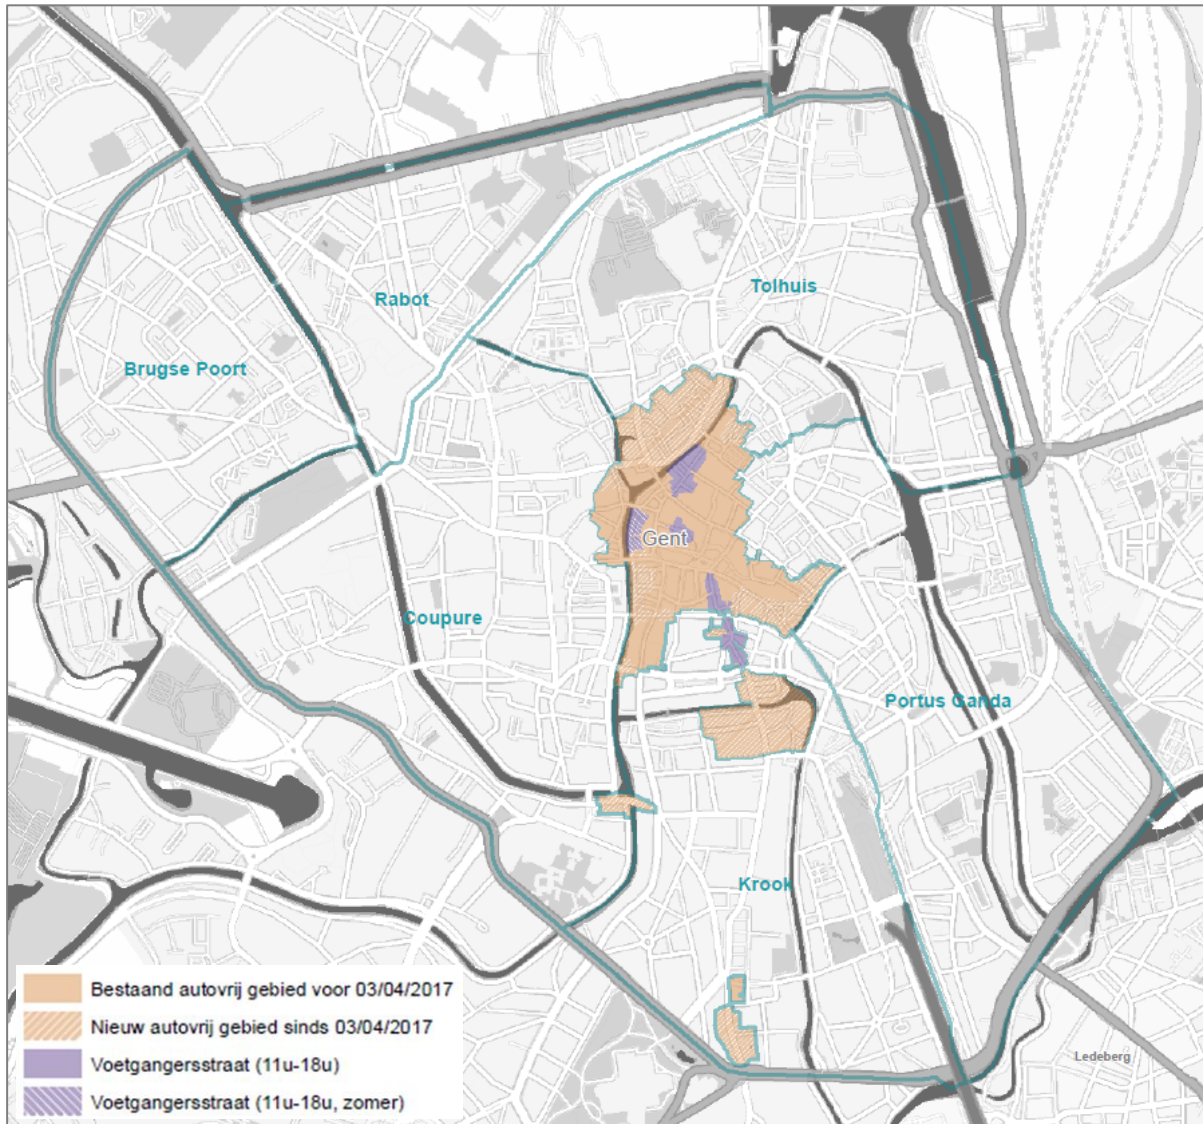 Tolhuis
Rabot
Brugse Poort
Gent
Coupure
Portus Ganda
Krook
Ledeberg
Bestaand autovrij gebied voor 03/04/2017
Nieuw autovrij gebied sinds 03/04/2017
Voetgangersstraat (11u-18u)
Voetgangersstraat (11u-18u, zomer)